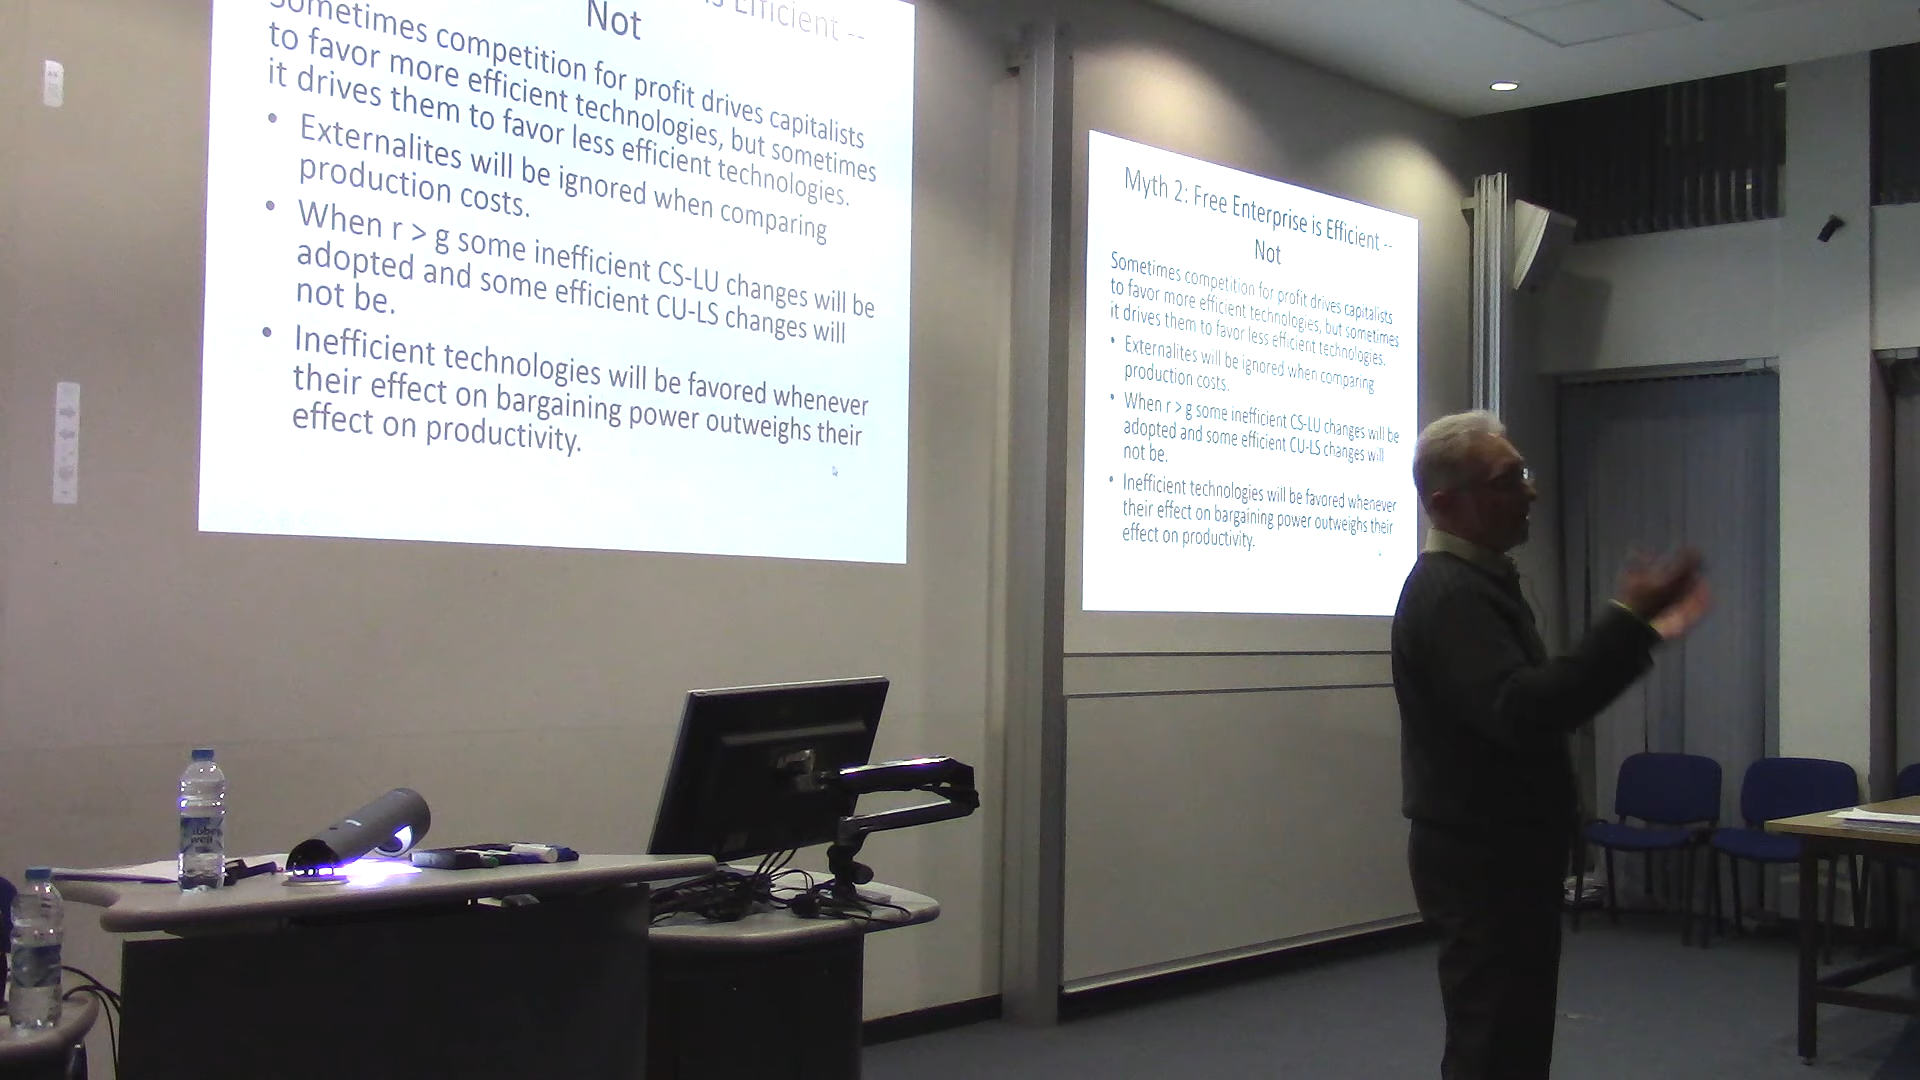 is Efficient --
Not
Sometimes competition for profit drives capitalists
to favor more efficient technologies, but sometimes
it drives them to favor less efficient technologies.
• Externalites will be ignored when comparing
production costs.
• When r > g some inefficient CS-LU changes will be
adopted and some efficient CU-LS changes will
not be.
• Inefficient technologies will be favored whenever
their effect on bargaining power outweighs their
effect on productivity.
Myth 2: Free Enterprise is Efficient --
Not
Sometimes competition for profit drives capitalists
to favor more efficient technologies, but sometimes
it drives them to favor less efficient technologies.
• Externalites will be ignored when comparing
production costs.
• When r > g some inefficient CS-LU changes will be
adopted and some efficient CU-LS changes will
not be.
• Inefficient technologies will be favored whenever
their effect on bargaining power outweighs their
effect on productivity.
well